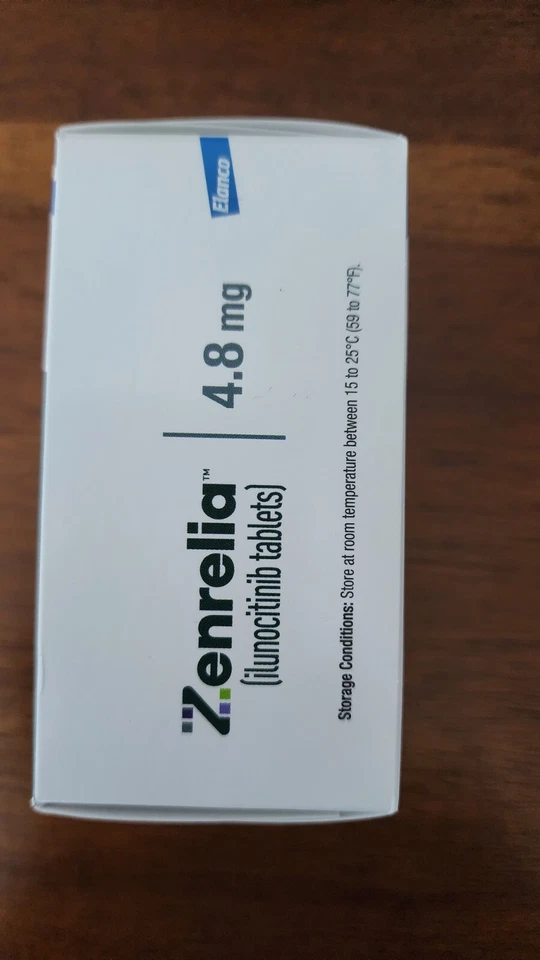 Zenrelia™ | 4.8 mg
(ilunocitinib tablets)
Elanco
Storage Conditions: Store at room temperature between 15 to 25°C (59 to 77°F).